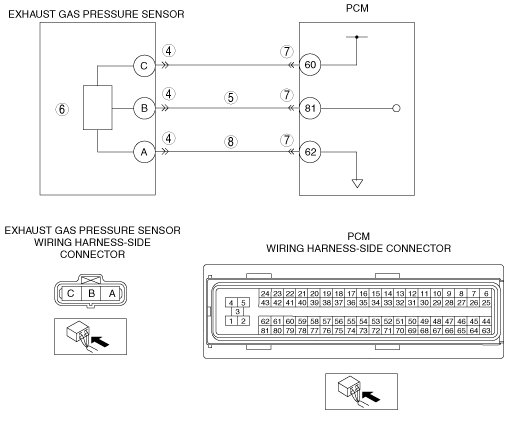 EXHAUST GAS PRESSURE SENSOR
PCM
C 4 7 60
6 B 4 5 7 81
A 4 8 7 62
EXHAUST GAS PRESSURE SENSOR
WIRING HARNESS-SIDE
CONNECTOR
C B A
PCM
WIRING HARNESS-SIDE CONNECTOR
24 23 22 21 20 19 18 17 16 15 14 13 12 11 10 9 8 7 6
4 5 43 42 41 40 39 38 37 36 35 34 33 32 31 30 29 28 27 26 25
3
1 2 62 61 60 59 58 57 56 55 54 53 52 51 50 49 48 47 46 45 44
81 80 79 78 77 76 75 74 73 72 71 70 69 68 67 66 65 64 63